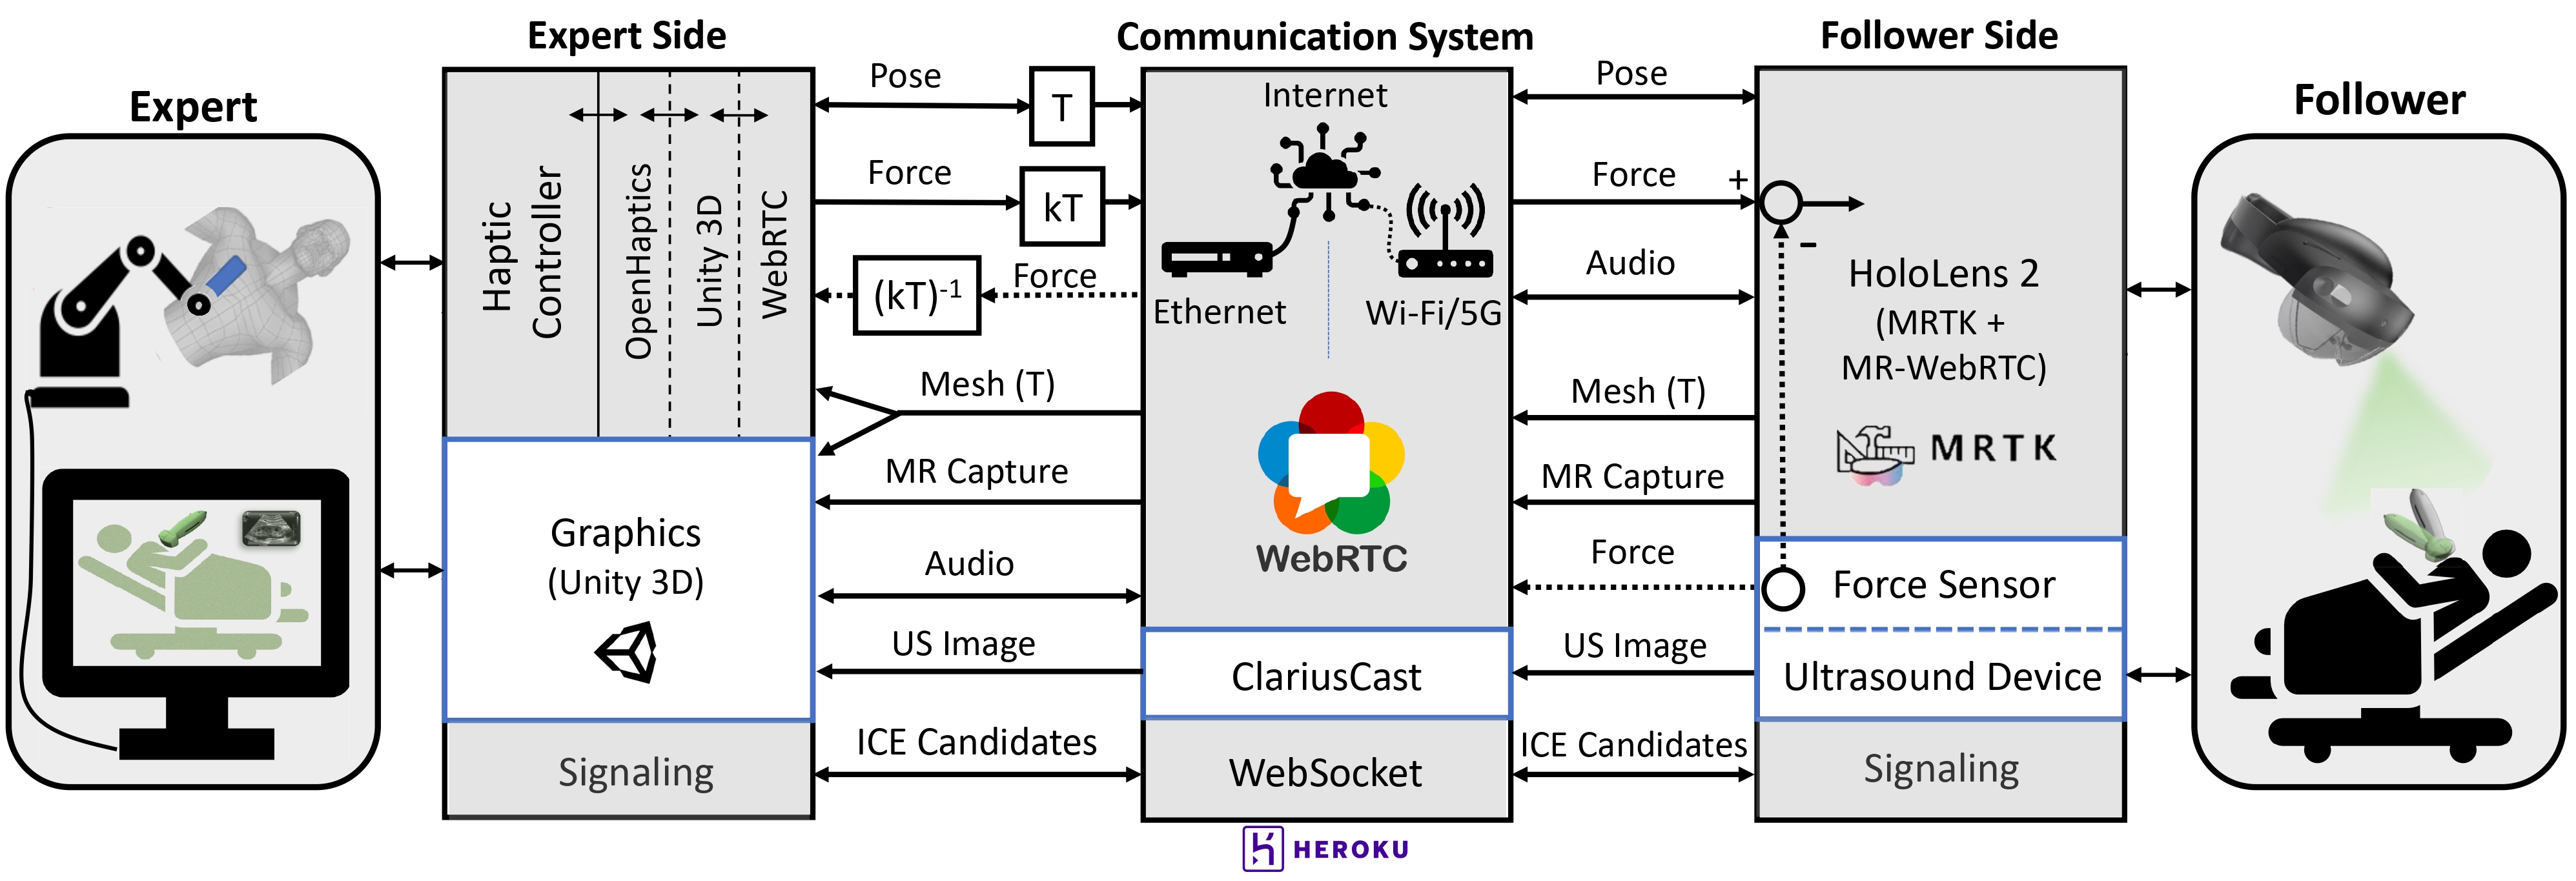 Expert Side
Communication System
Follower Side
Expert
Follower
Haptic
Controller
OpenHaptics
Unity 3D
WebRTC
Graphics
(Unity 3D)
Signaling
Pose
T
Force
kT
Force
(kT)-1
Mesh (T)
MR Capture
Audio
US Image
ICE Candidates
Internet
Ethernet
Wi-Fi/5G
WebRTC
ClariusCast
WebSocket
HEROKU
Pose
Force
+
−
Audio
Mesh (T)
MR Capture
Force
US Image
ICE Candidates
HoloLens 2
(MRTK +
MR-WebRTC)
MRTK
Force Sensor
Ultrasound Device
Signaling